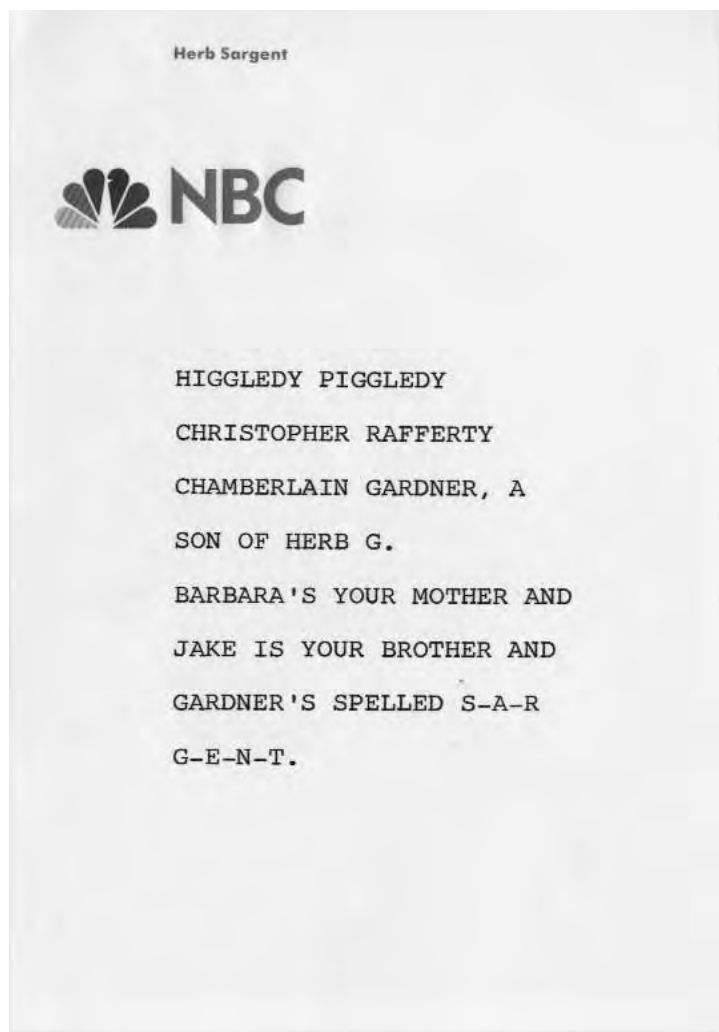 Herb Sargent
NBC
HIGGLEDY PIGGLEDY
CHRISTOPHER RAFFERTY
CHAMBERLAIN GARDNER, A
SON OF HERB G.
BARBARA'S YOUR MOTHER AND
JAKE IS YOUR BROTHER AND
GARDNER'S SPELLED S-A-R
G-E-N-T.